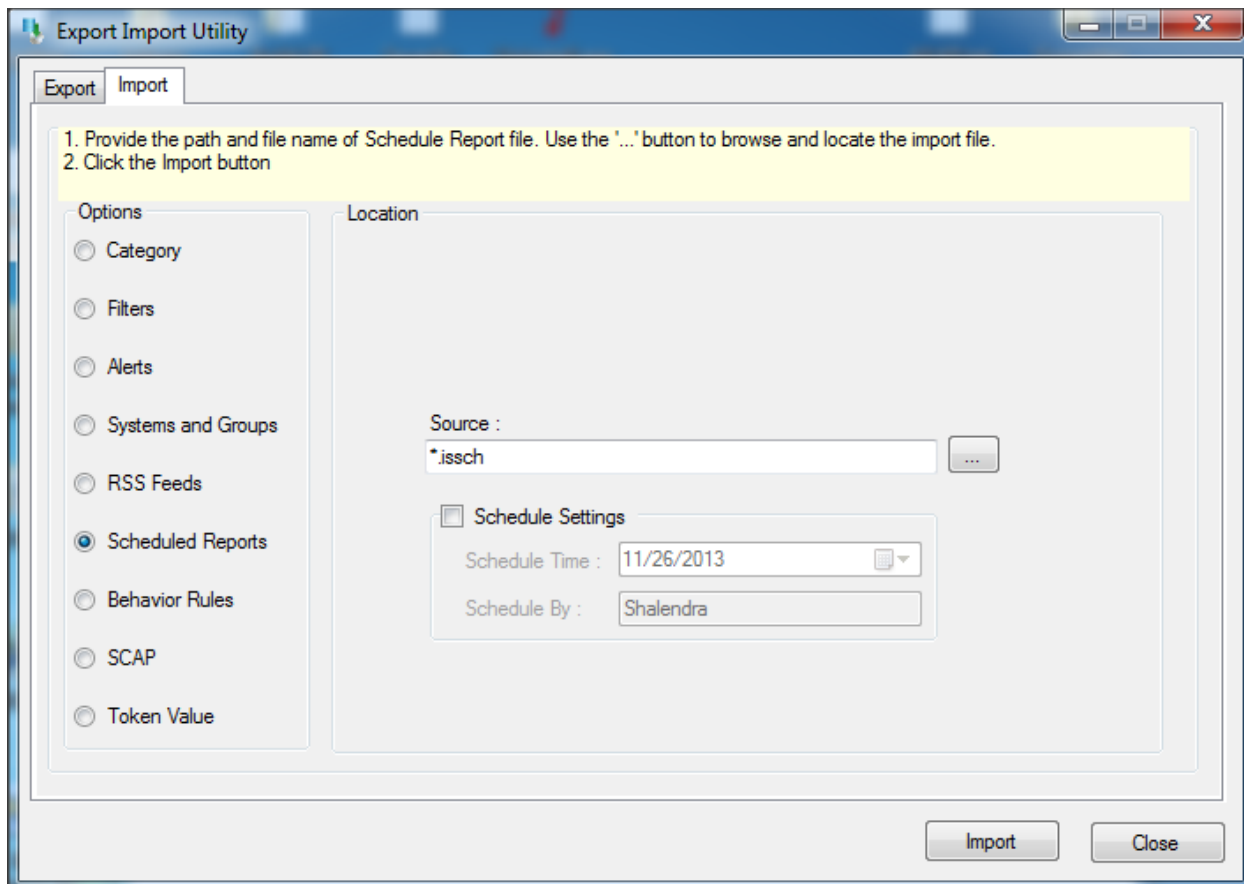 Export Import Utility
Export
Import
1. Provide the path and file name of Schedule Report file. Use the '...' button to browse and locate the import file.
2. Click the Import button
Options
Category
Filters
Alerts
Systems and Groups
RSS Feeds
Scheduled Reports
Behavior Rules
SCAP
Token Value
Location
Source :
*.issch
...
Schedule Settings
Schedule Time :
11/26/2013
Schedule By :
Shalendra
Import
Close